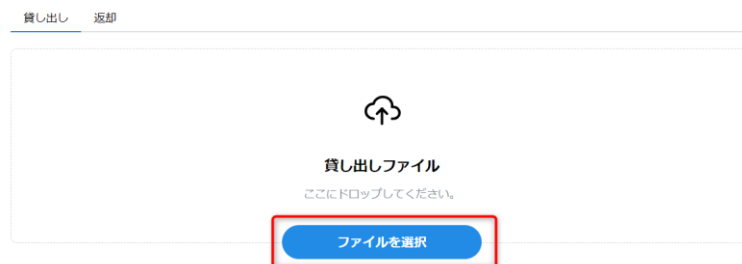 貸し出し 返却
貸し出しファイル
ここにドロップしてください。
ファイルを選択